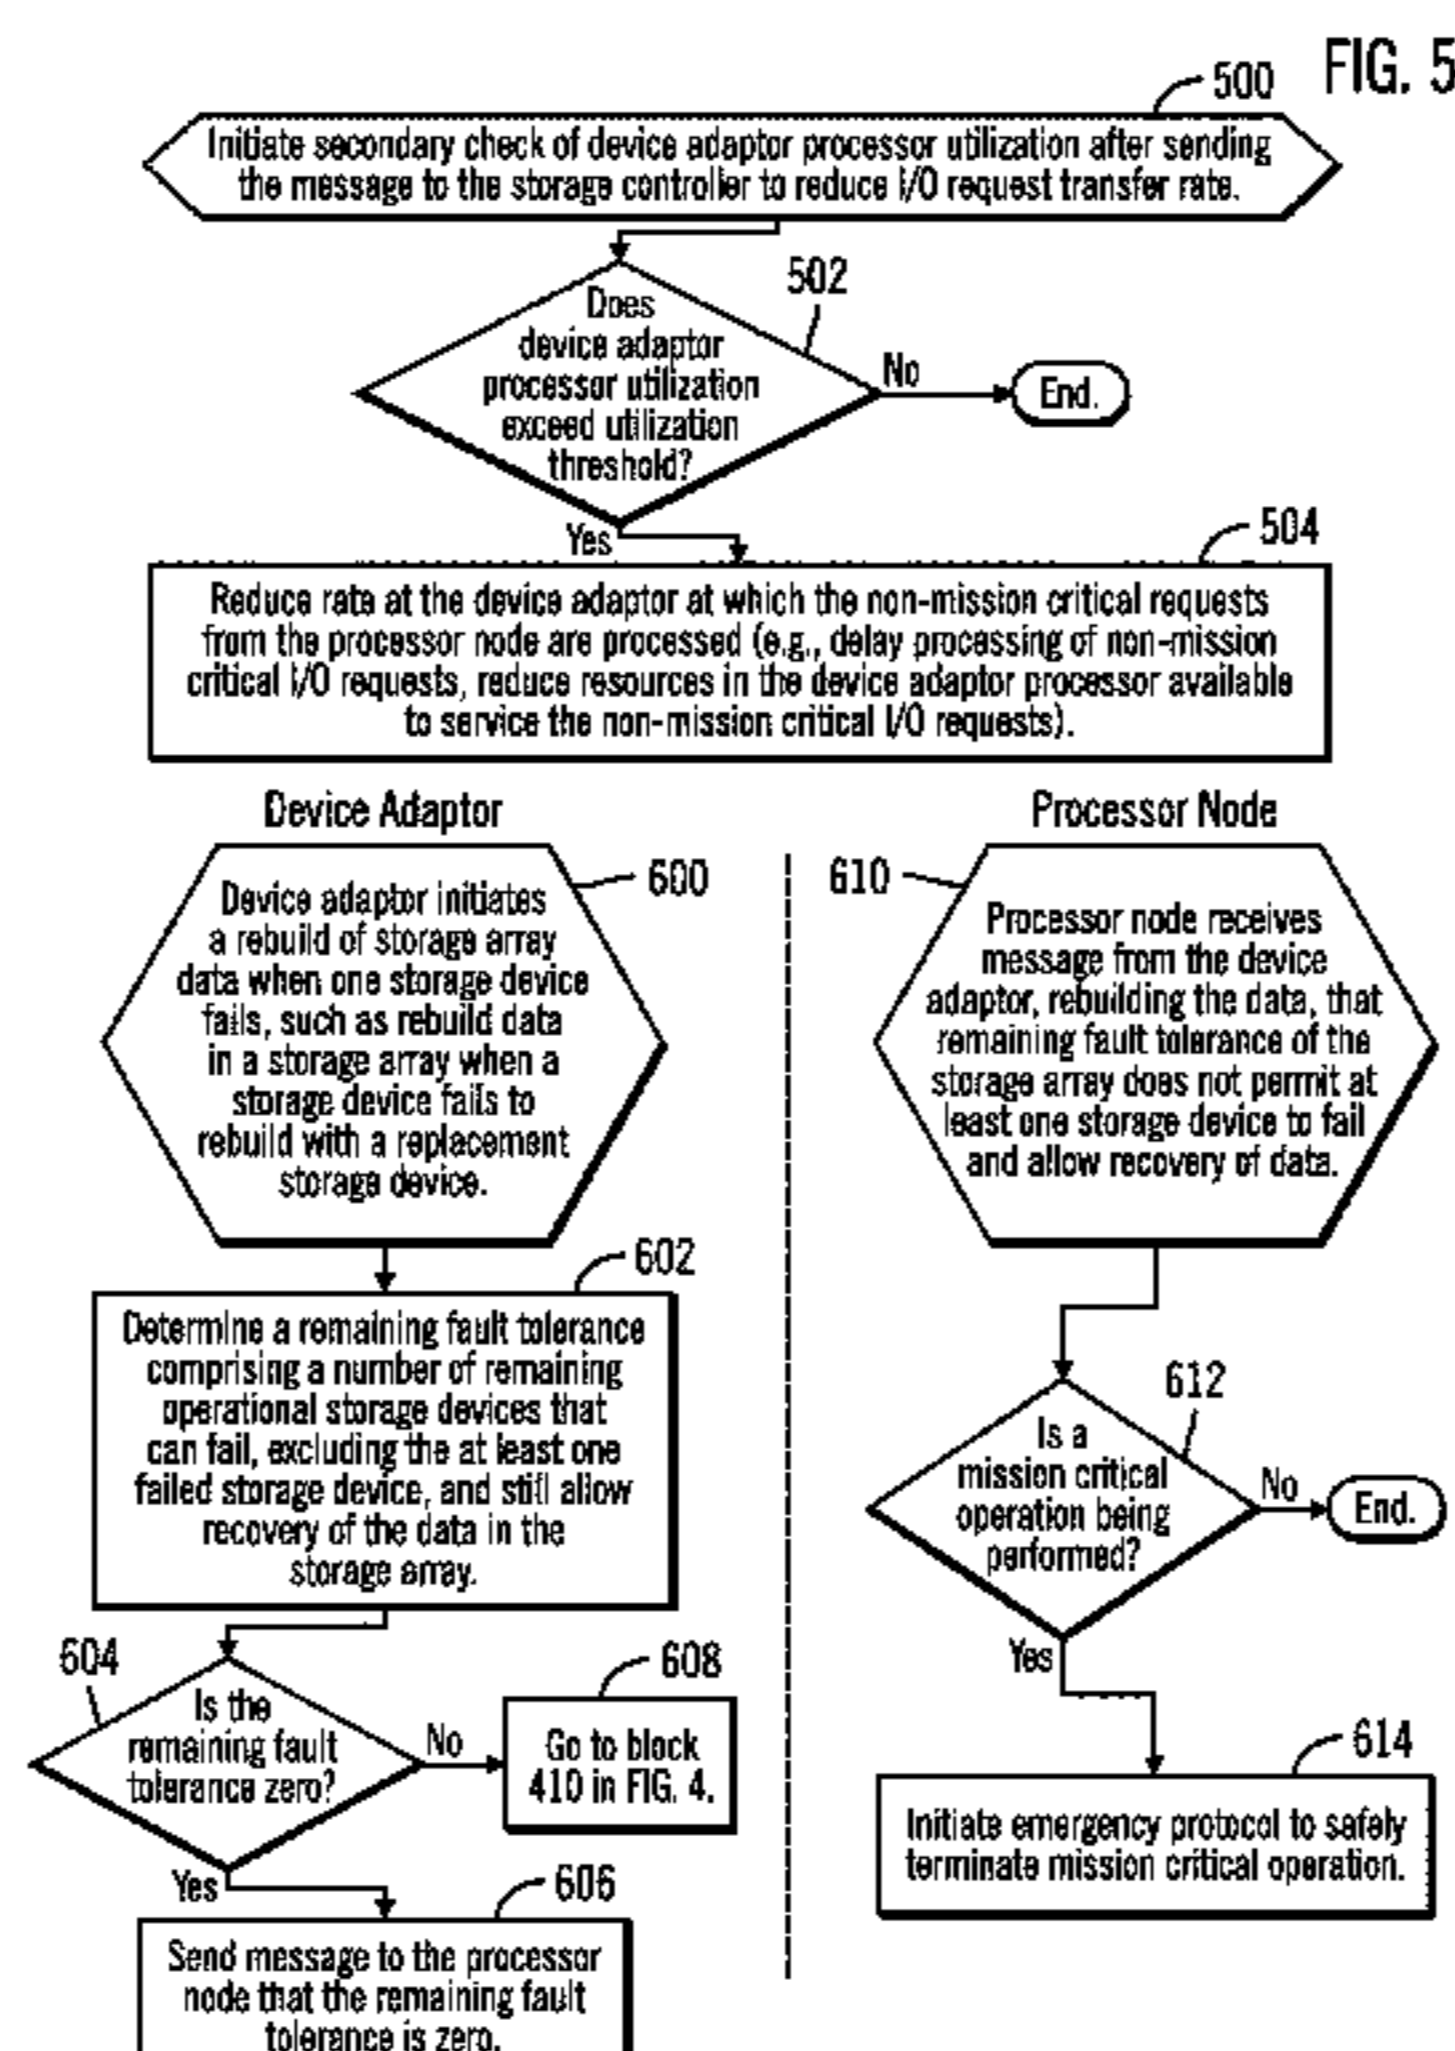 FIG. 5
500
Initiate secondary check of device adaptor processor utilization after sending
the message to the storage controller to reduce I/O request transfer rate.
502
Does
device adaptor
processor utilization
exceed utilization
threshold?
No
End.
Yes
504
Reduce rate at the device adaptor at which the non-mission critical requests
from the processor node are processed (e.g., delay processing of non-mission
critical I/O requests, reduce resources in the device adaptor processor available
to service the non-mission critical I/O requests).
Device Adaptor
600
Device adaptor initiates
a rebuild of storage array
data when one storage device
fails, such as rebuild data
in a storage array when a
storage device fails to
rebuild with a replacement
storage device.
602
Determine a remaining fault tolerance
comprising a number of remaining
operational storage devices that
can fail, excluding the at least one
failed storage device, and still allow
recovery of the data in the
storage array.
604
Is the
remaining fault
tolerance zero?
No
608
Go to block
410 in FIG. 4.
Yes
606
Send message to the processor
node that the remaining fault
tolerance is zero.
Processor Node
610
Processor node receives
message from the device
adaptor, rebuilding the data, that
remaining fault tolerance of the
storage array does not permit at
least one storage device to fail
and allow recovery of data.
612
Is a
mission critical
operation being
performed?
No
End.
Yes
614
Initiate emergency protocol to safely
terminate mission critical operation.